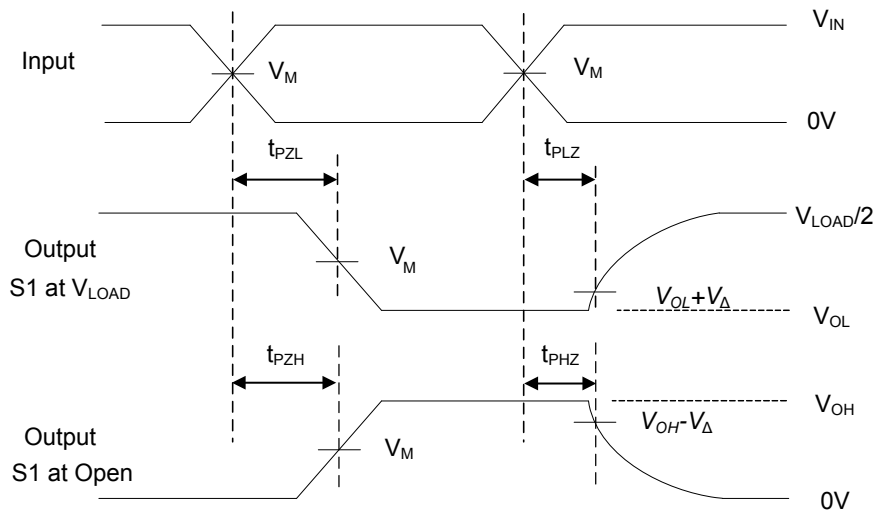 V_IN
Input
V_M V_M
0V
t_PZL t_PLZ
V_LOAD/2
Output
S1 at V_LOAD
V_M
V_OL+V_Δ
V_OL
t_PZH t_PHZ
V_OH
V_OH-V_Δ
Output
S1 at Open
V_M
0V